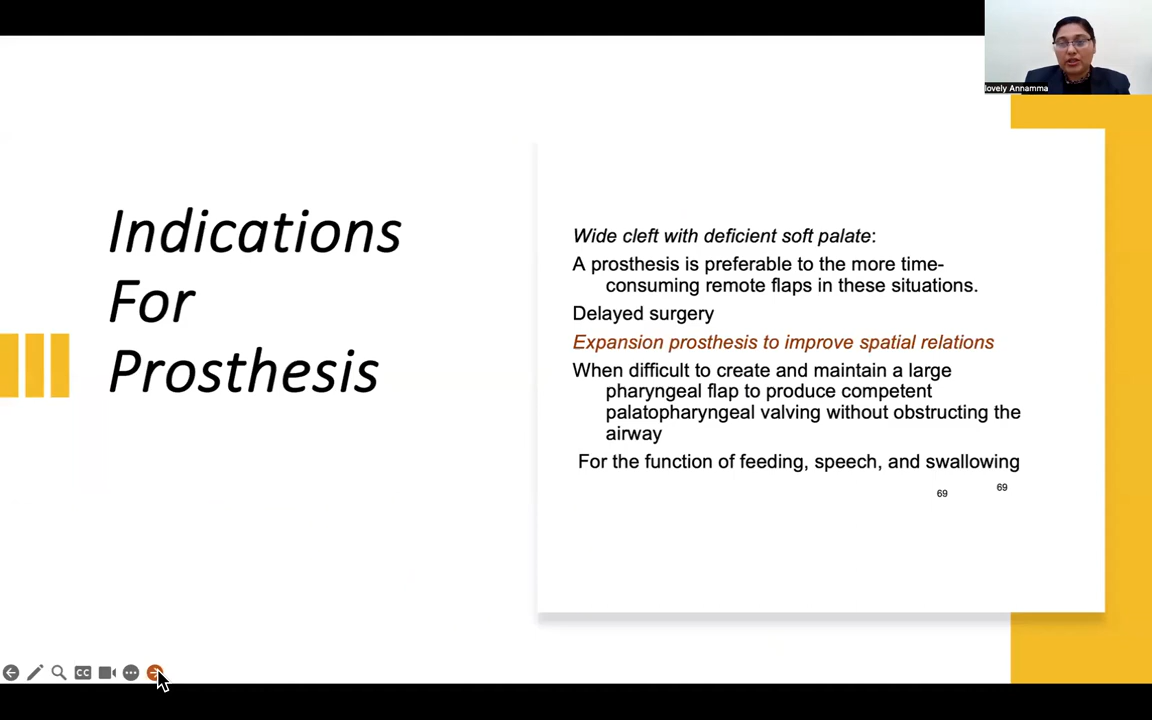 lovely Annamma
Indications
For
Prosthesis
Wide cleft with deficient soft palate:
A prosthesis is preferable to the more time-
consuming remote flaps in these situations.
Delayed surgery
Expansion prosthesis to improve spatial relations
When difficult to create and maintain a large
pharyngeal flap to produce competent
palatopharyngeal valving without obstructing the
airway
For the function of feeding, speech, and swallowing
69
69
CC